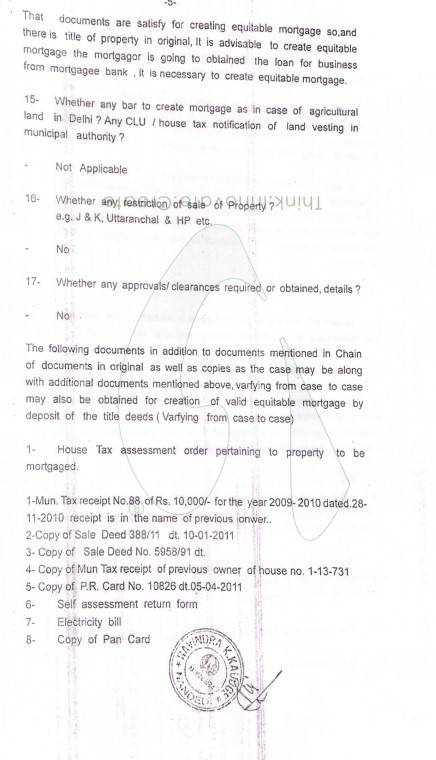 -5-
That documents are satisfy for creating equitable mortgage so,and
there is title of property in original, It is advisable to create equitable
mortgage the mortgagor is going to obtained the loan for business
from mortgagee bank , it is necessary to create equitable mortgage.
15- Whether any bar to create mortgage as in case of agricultural
land in Delhi ? Any CLU / house tax notification of land vesting in
municipal authority ?
- Not Applicable
16- Whether any restriction of sale of Property ?
e.g. J & K, Uttaranchal & HP etc.
Think.Innovate.Create
- No
17- Whether any approvals/ clearances required or obtained, details ?
- No
The following documents in addition to documents mentioned in Chain
of documents in original as well as copies as the case may be along
with additional documents mentioned above, varfying from case to case
may also be obtained for creation of valid equitable mortgage by
deposit of the title deeds ( Varfying from case to case)
1- House Tax assessment order pertaining to property to be
mortgaged.
1-Mun. Tax receipt No.88 of Rs. 10,000/- for the year 2009- 2010 dated.28-
11-2010 receipt is in the name of previous onwer..
®
2-Copy of Sale Deed 388/11 dt. 10-01-2011
3- Copy of Sale Deed No. 5958/91 dt.
4- Copy of Mun Tax receipt of previous owner of house no. 1-13-731
5- Copy of P.R. Card No. 10826 dt.05-04-2011
6- Self assessment return form
7- Electricity bill
8- Copy of Pan Card
RAVINDRA K.
NANDED